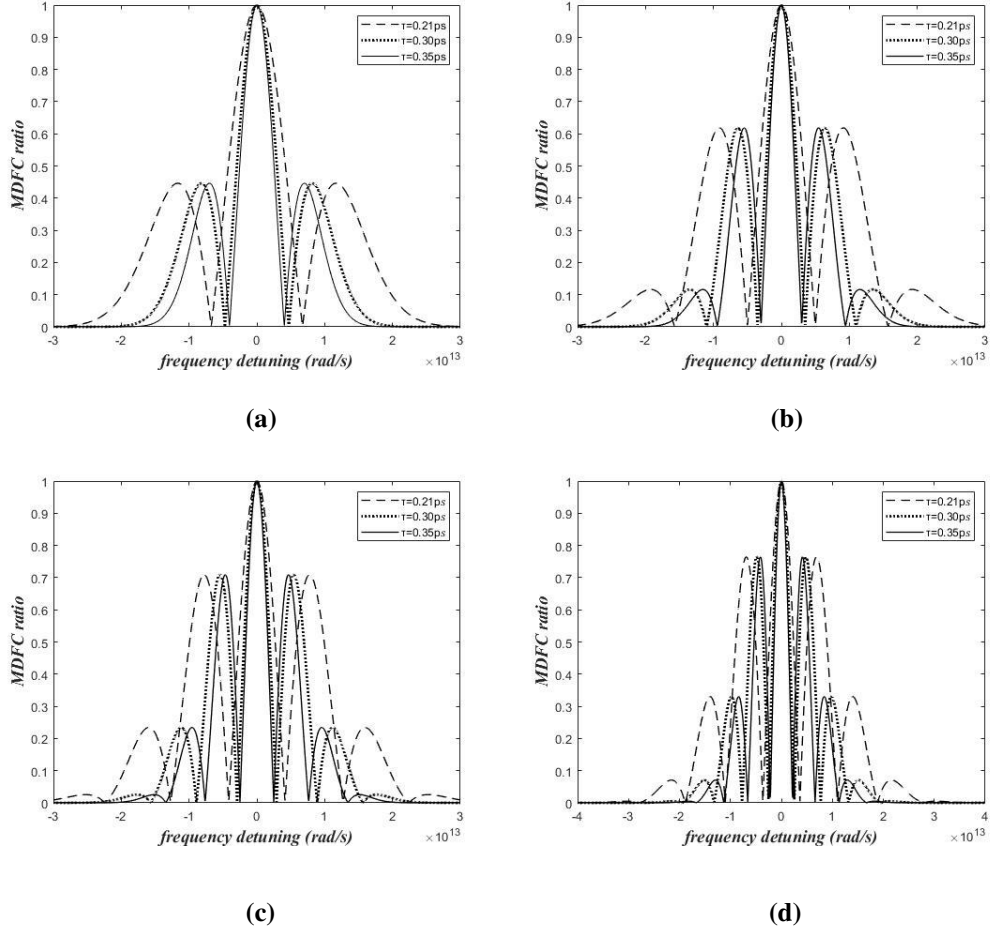 1
0.9
0.8
0.7
0.6
0.5
0.4
0.3
0.2
0.1
0
MDFC ratio
τ=0.21ps
τ=0.30ps
τ=0.35ps
-3 -2 -1 0 1 2 3
×10^13
frequency detuning (rad/s)
(a)
1
0.9
0.8
0.7
0.6
0.5
0.4
0.3
0.2
0.1
0
MDFC ratio
τ=0.21ps
τ=0.30ps
τ=0.35ps
-3 -2 -1 0 1 2 3
×10^13
frequency detuning (rad/s)
(b)
1
0.9
0.8
0.7
0.6
0.5
0.4
0.3
0.2
0.1
0
MDFC ratio
τ=0.21ps
τ=0.30ps
τ=0.35ps
-3 -2 -1 0 1 2 3
×10^13
frequency detuning (rad/s)
(c)
1
0.9
0.8
0.7
0.6
0.5
0.4
0.3
0.2
0.1
0
MDFC ratio
τ=0.21ps
τ=0.30ps
τ=0.35ps
-4 -3 -2 -1 0 1 2 3 4
×10^13
frequency detuning (rad/s)
(d)